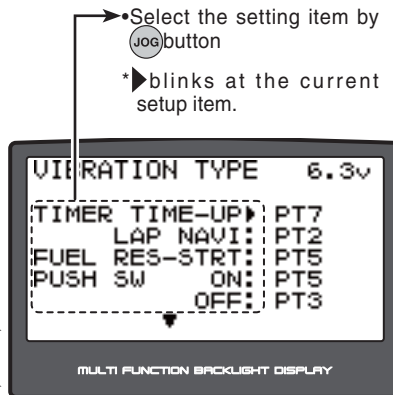 •Select the setting item by
JOG button
*▶blinks at the current
setup item.
VIBRATION TYPE 6.3v
TIMER TIME-UP▶ PT7
LAP NAVI: PT2
FUEL RES-STRT: PT5
PUSH SW ON: PT5
OFF: PT3
▼
MULTI FUNCTION BACKLIGHT DISPLAY